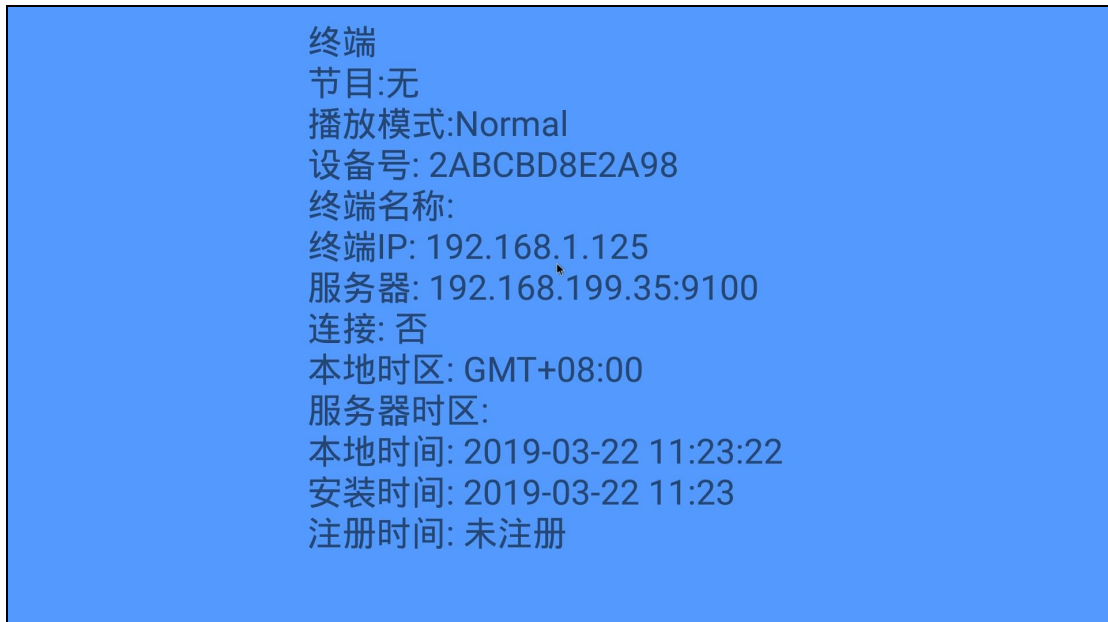 终端
节目:无
播放模式:Normal
设备号: 2ABCBD8E2A98
终端名称:
终端IP: 192.168.1.125
服务器: 192.168.199.35:9100
连接: 否
本地时区: GMT+08:00
服务器时区:
本地时间: 2019-03-22 11:23:22
安装时间: 2019-03-22 11:23
注册时间: 未注册